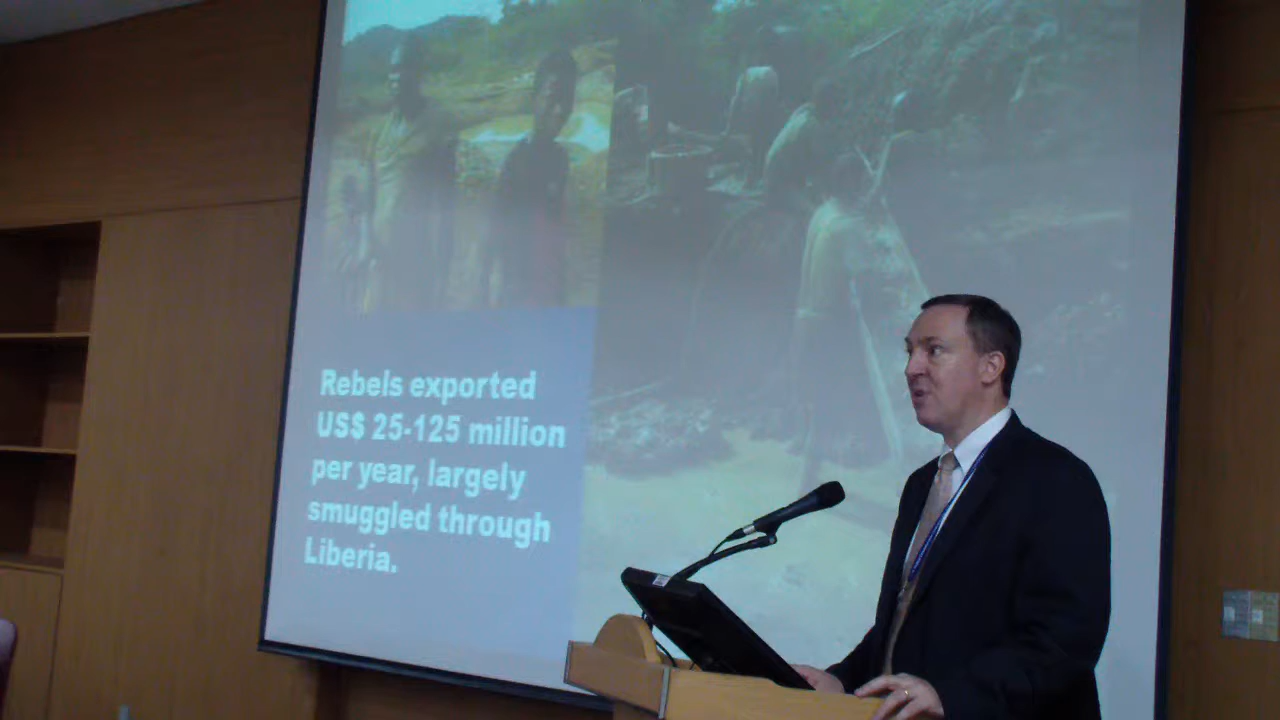 Rebels exported
US$ 25-125 million
per year, largely
smuggled through
Liberia.